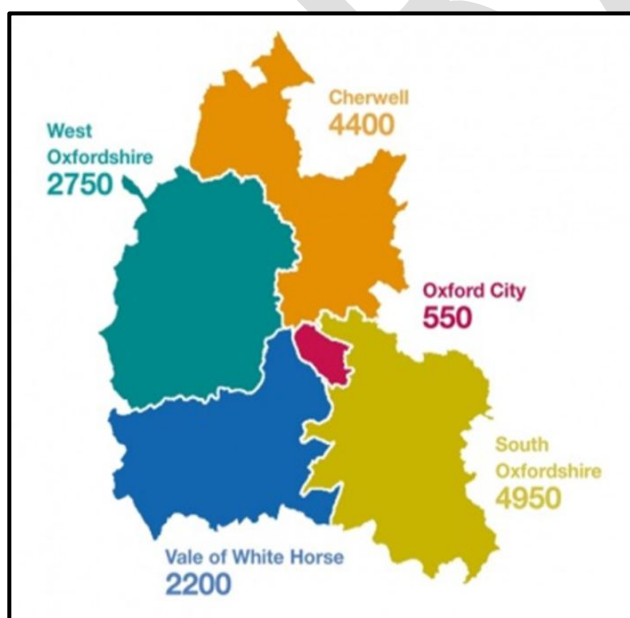 Cherwell
4400
West
Oxfordshire
2750
Oxford City
550
South
Oxfordshire
4950
Vale of White Horse
2200